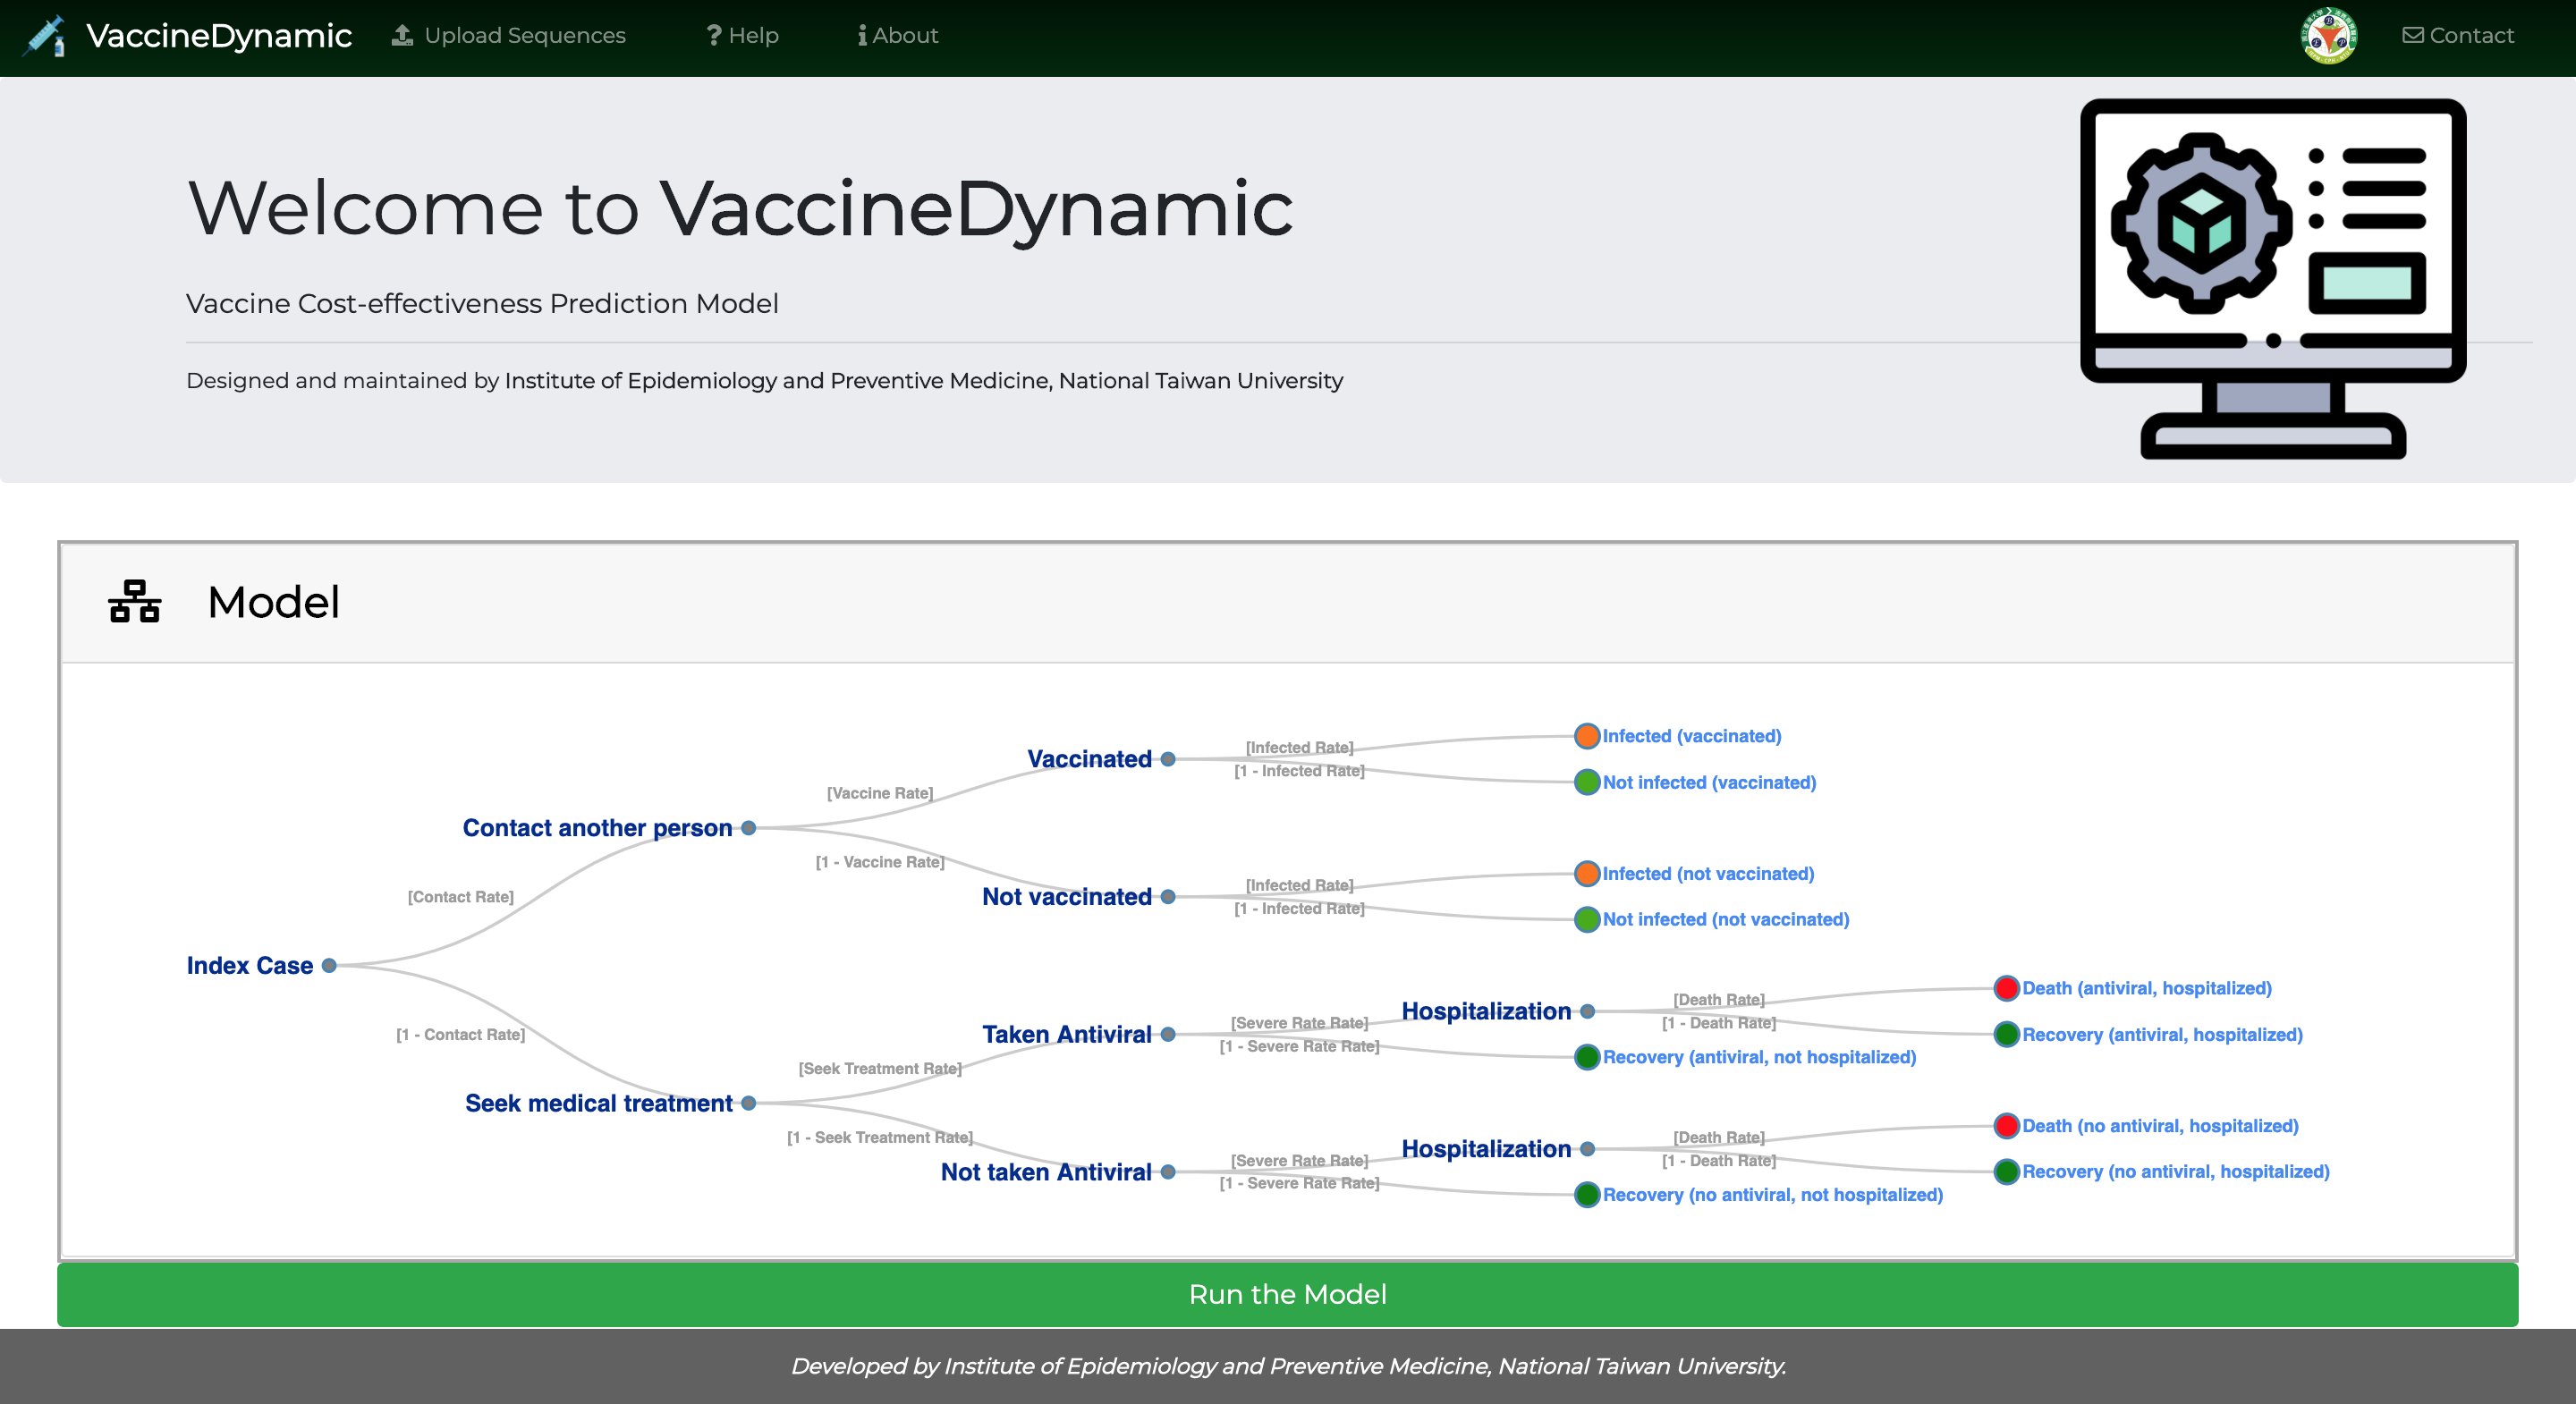 VaccineDynamic
Upload Sequences
Help
About
Contact
Welcome to VaccineDynamic
Vaccine Cost-effectiveness Prediction Model
Designed and maintained by Institute of Epidemiology and Preventive Medicine, National Taiwan University
Model
Index Case
[Contact Rate]
[1 - Contact Rate]
Contact another person
[Vaccine Rate]
[1 - Vaccine Rate]
Vaccinated
[Infected Rate]
[1 - Infected Rate]
Infected (vaccinated)
Not infected (vaccinated)
Not vaccinated
[Infected Rate]
[1 - Infected Rate]
Infected (not vaccinated)
Not infected (not vaccinated)
Seek medical treatment
[Seek Treatment Rate]
[1 - Seek Treatment Rate]
Taken Antiviral
[Severe Rate Rate]
[1 - Severe Rate Rate]
Hospitalization
[Death Rate]
[1 - Death Rate]
Death (antiviral, hospitalized)
Recovery (antiviral, hospitalized)
Recovery (antiviral, not hospitalized)
Not taken Antiviral
[Severe Rate Rate]
[1 - Severe Rate Rate]
Hospitalization
[Death Rate]
[1 - Death Rate]
Death (no antiviral, hospitalized)
Recovery (no antiviral, hospitalized)
Recovery (no antiviral, not hospitalized)
Run the Model
Developed by Institute of Epidemiology and Preventive Medicine, National Taiwan University.